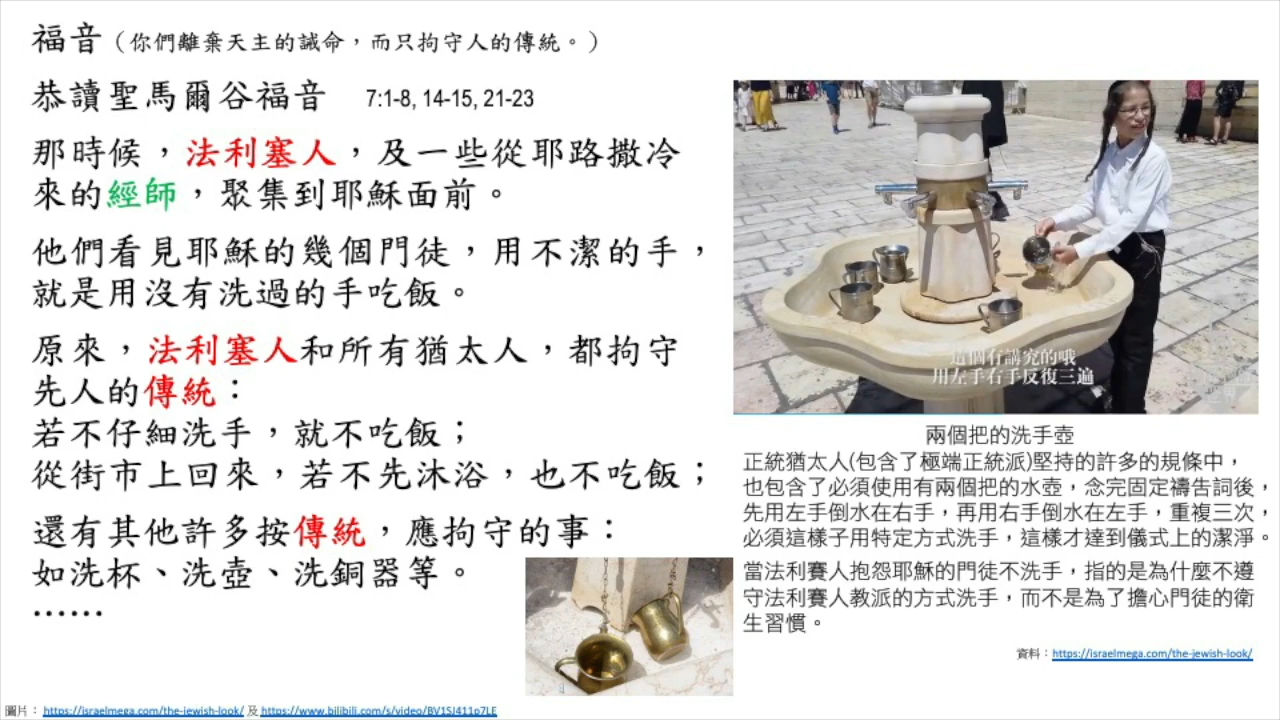 福音（你們離棄天主的誡命，而只拘守人的傳統。）
恭讀聖馬爾谷福音 7:1-8, 14-15, 21-23
那時候，法利塞人，及一些從耶路撒冷
來的經師，聚集到耶穌面前。
他們看見耶穌的幾個門徒，用不潔的手，
就是用沒有洗過的手吃飯。
原來，法利塞人和所有猶太人，都拘守
先人的傳統：
若不仔細洗手，就不吃飯；
從街市上回來，若不先沐浴，也不吃飯；
還有其他許多按傳統，應拘守的事：
如洗杯、洗壺、洗銅器等。
……
這個有講究的哦
用左手右手反復三遍
兩個把的洗手壺
正統猶太人(包含了極端正統派)堅持的許多的規條中，
也包含了必須使用有兩個把的水壺，念完固定禱告詞後，
先用左手倒水在右手，再用右手倒水在左手，重複三次，
必須這樣子用特定方式洗手，這樣才達到儀式上的潔淨。
當法利賽人抱怨耶穌的門徒不洗手，指的是為什麼不遵
守法利賽人教派的方式洗手，而不是為了擔心門徒的衛
生習慣。
資料：https://israelmega.com/the-jewish-look/
圖片： https://israelmega.com/the-jewish-look/ 及 https://www.bilibili.com/s/video/BV1SJ411p7LE